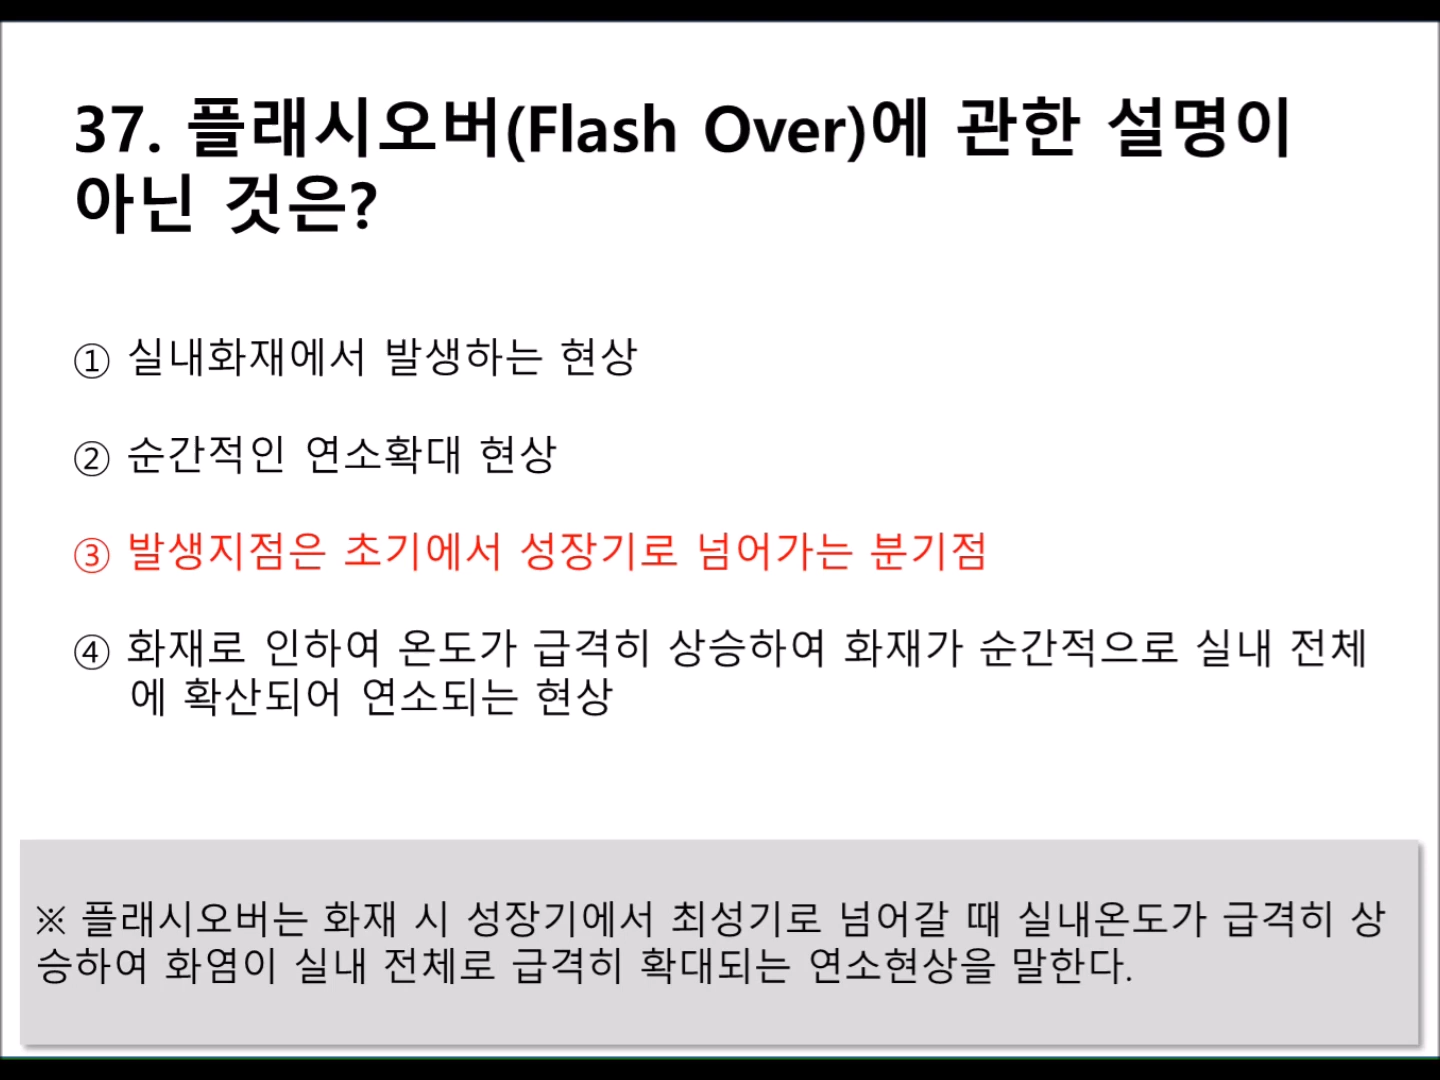 37. 플래시오버(Flash Over)에 관한 설명이
아닌 것은?
① 실내화재에서 발생하는 현상
② 순간적인 연소확대 현상
③ 발생지점은 초기에서 성장기로 넘어가는 분기점
④ 화재로 인하여 온도가 급격히 상승하여 화재가 순간적으로 실내 전체
에 확산되어 연소되는 현상
※ 플래시오버는 화재 시 성장기에서 최성기로 넘어갈 때 실내온도가 급격히 상
승하여 화염이 실내 전체로 급격히 확대되는 연소현상을 말한다.